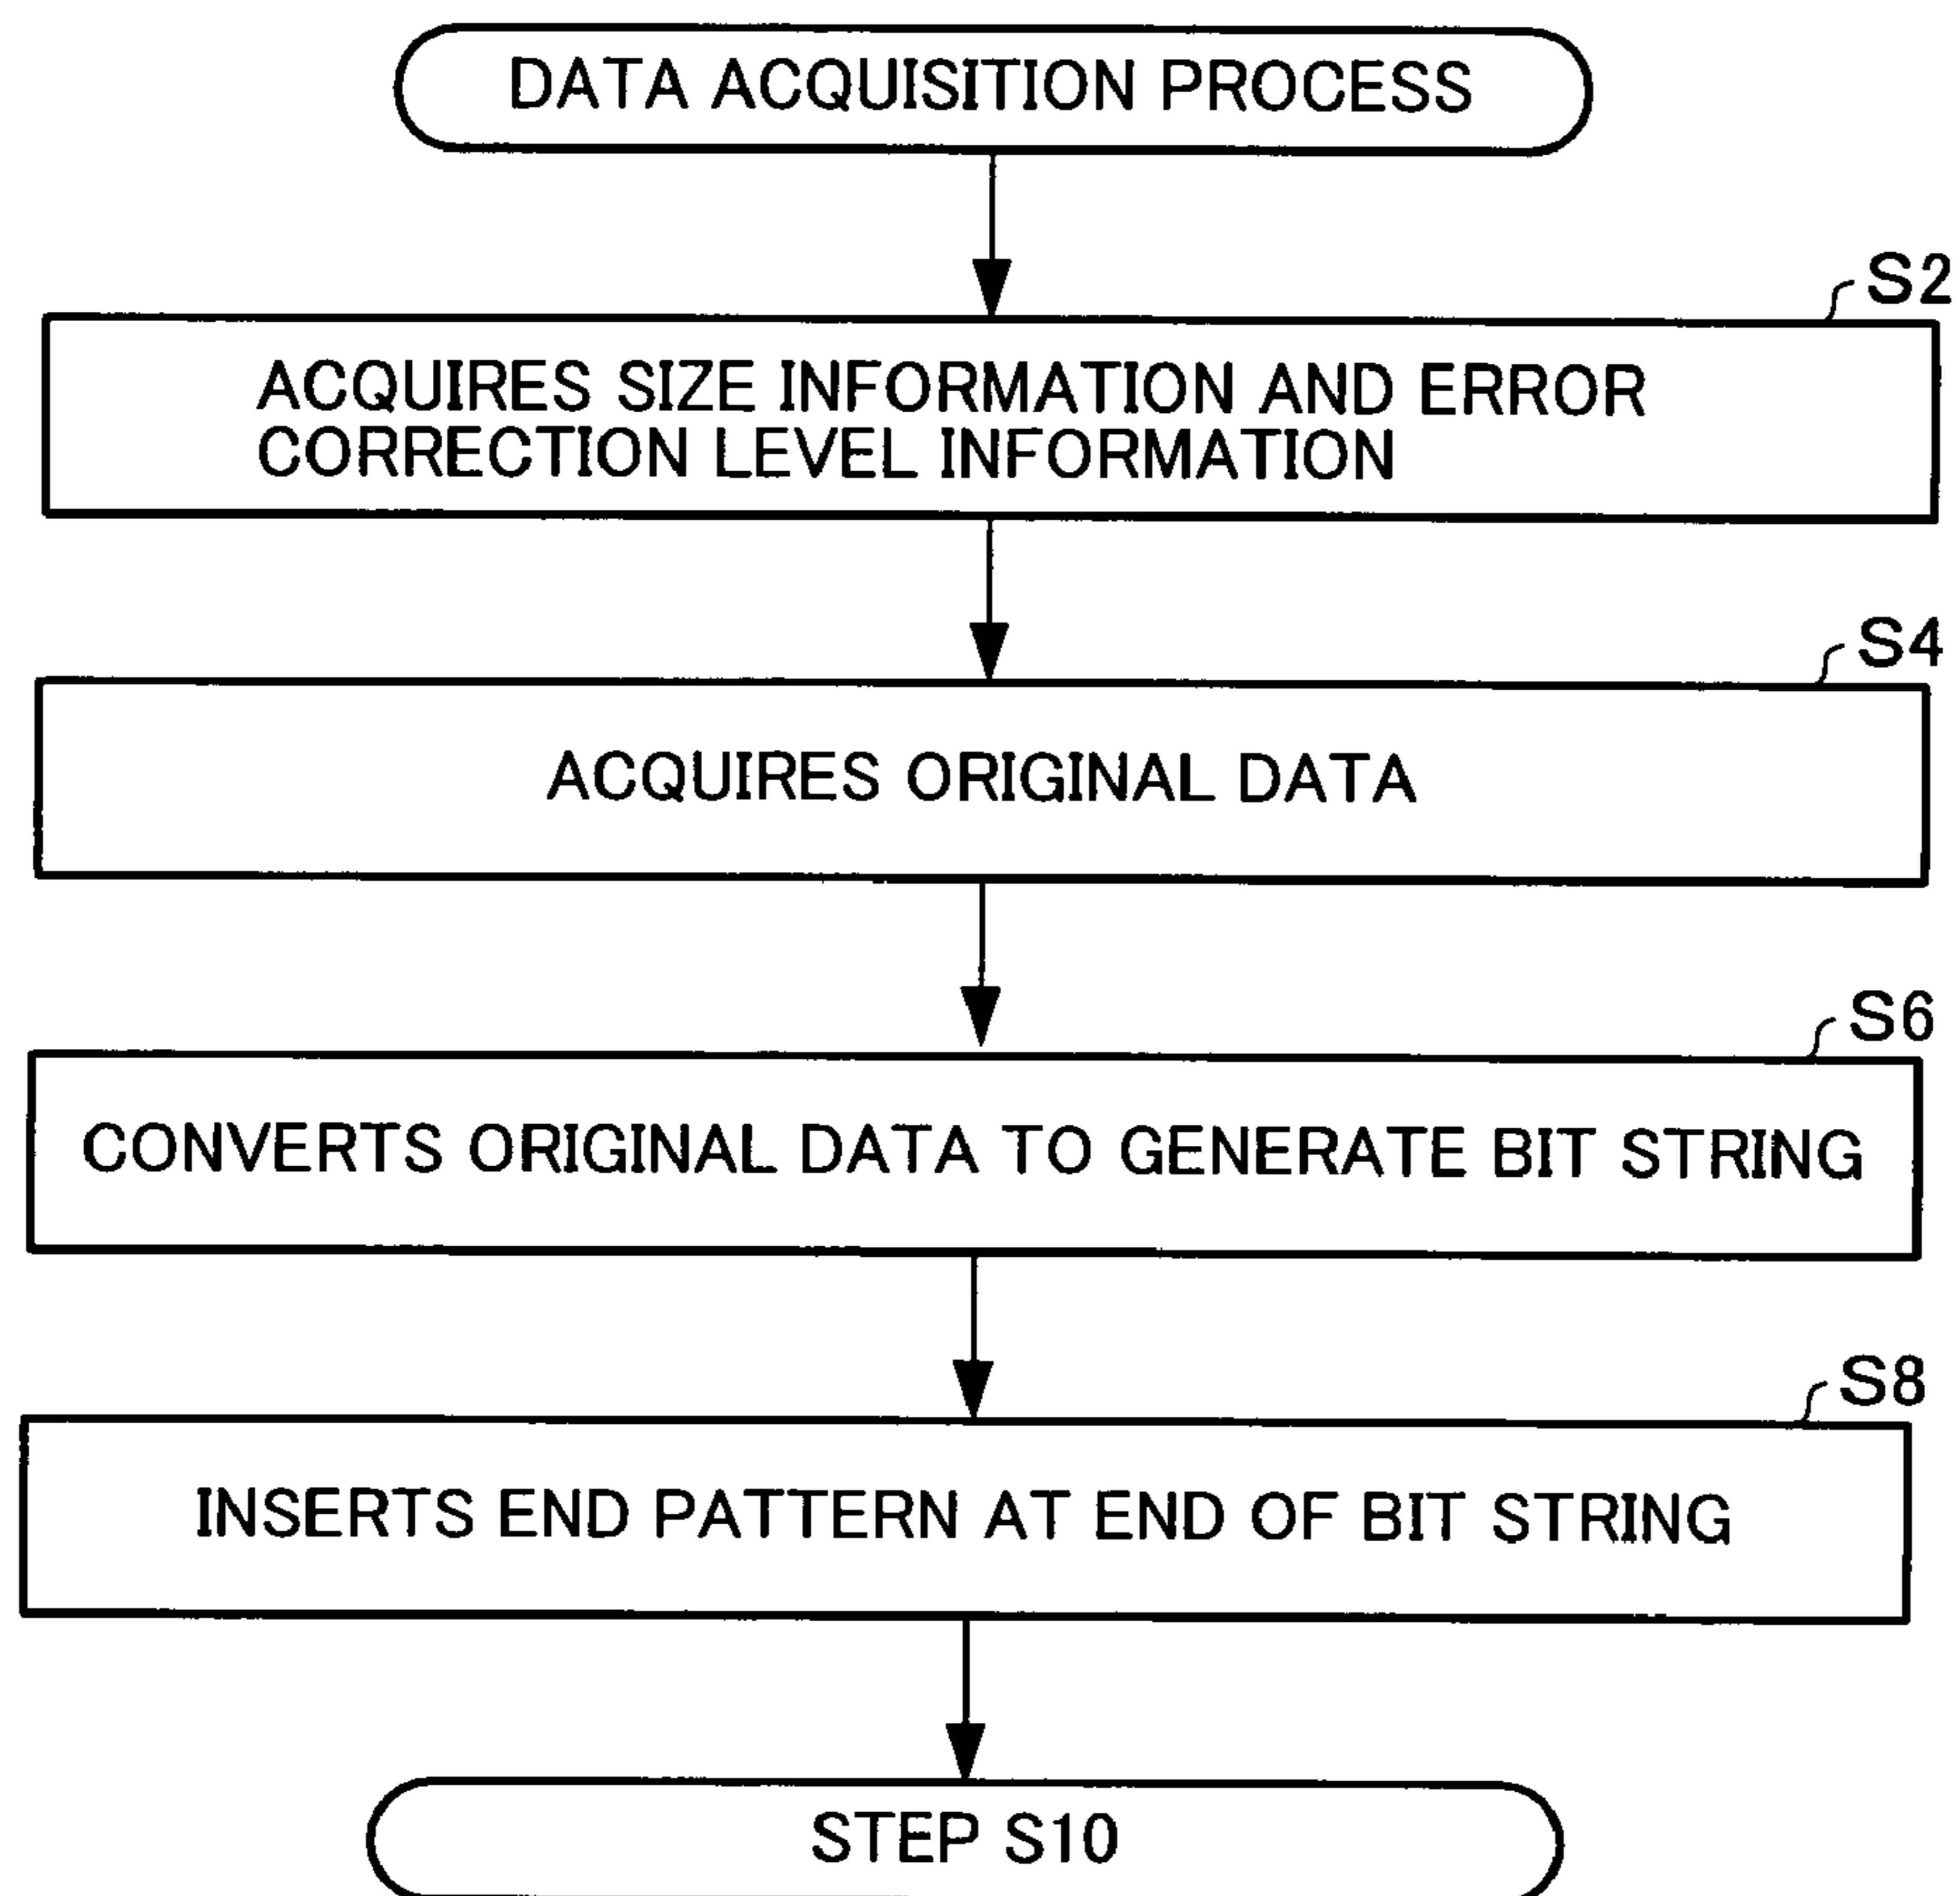 DATA ACQUISITION PROCESS
S2
ACQUIRES SIZE INFORMATION AND ERROR
CORRECTION LEVEL INFORMATION
S4
ACQUIRES ORIGINAL DATA
S6
CONVERTS ORIGINAL DATA TO GENERATE BIT STRING
S8
INSERTS END PATTERN AT END OF BIT STRING
STEP S10